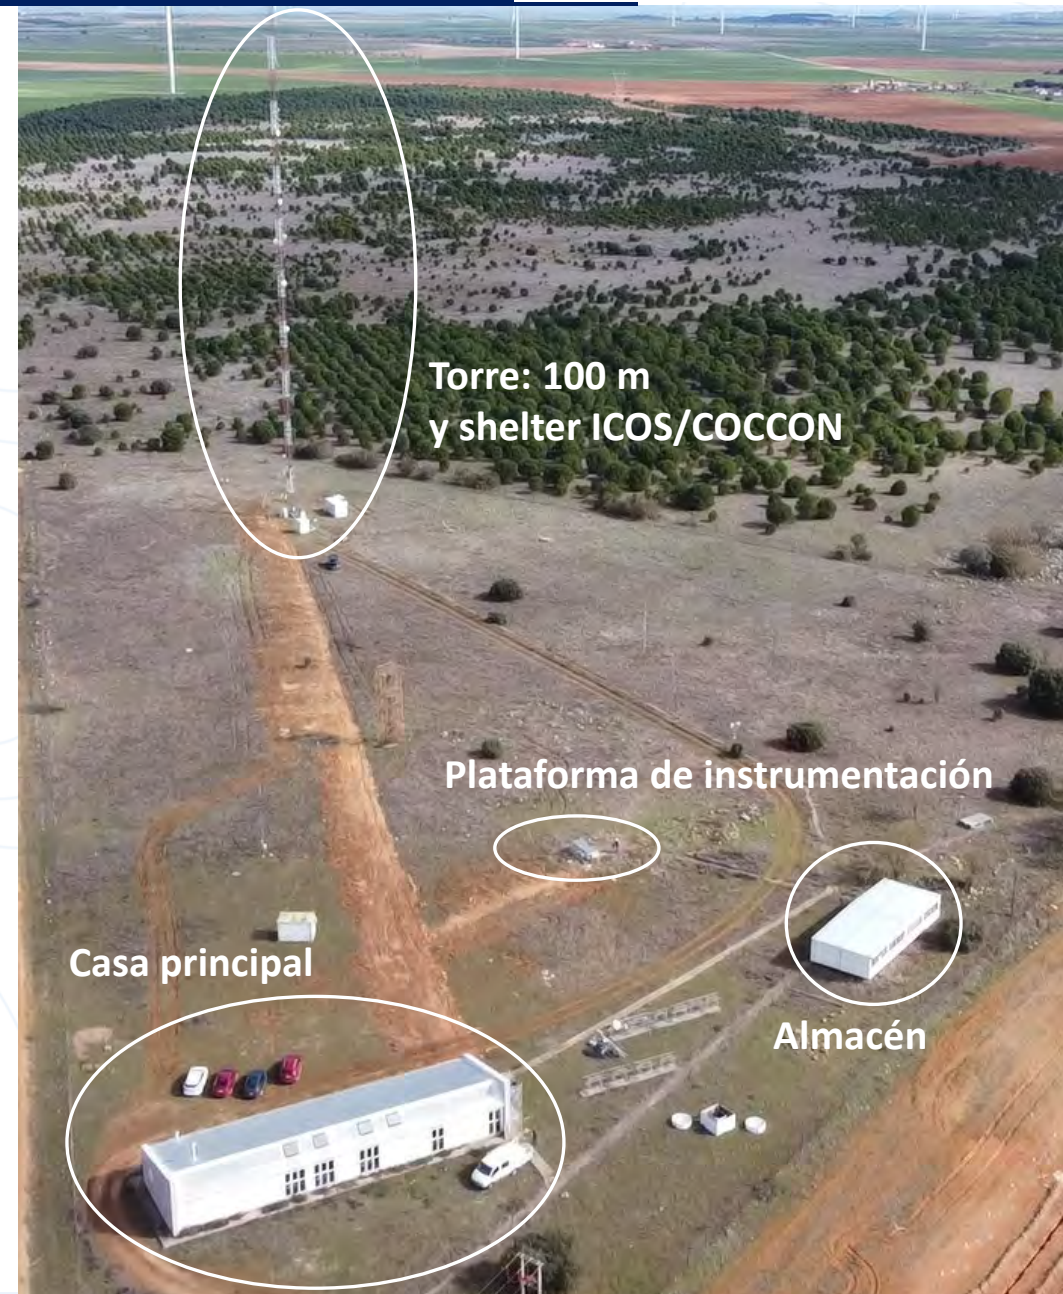 Torre: 100 m
y shelter ICOS/COCCON
Plataforma de instrumentación
Casa principal
Almacén